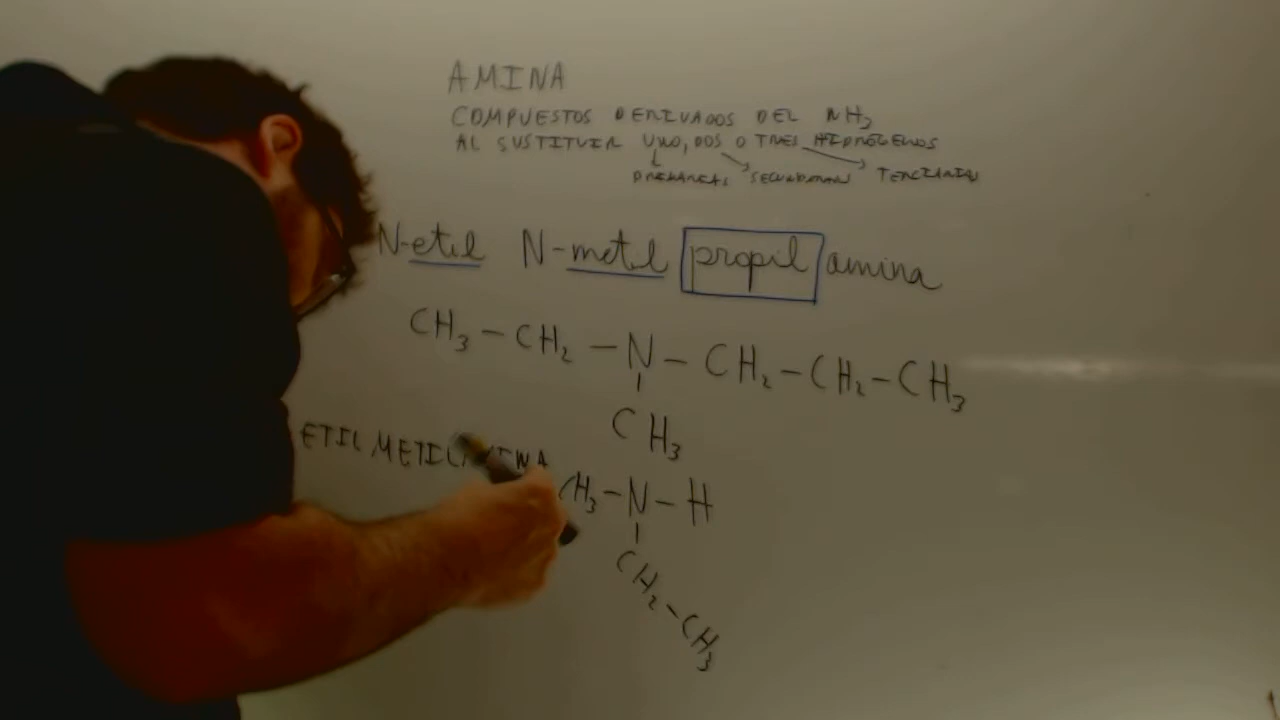 AMINA
COMPUESTOS DERIVADOS DEL NH3
AL SUSTITUIR UNO, DOS O TRES HIDRÓGENOS
PRIMARIAS SECUNDARIAS TERCIARIAS
N-etil N-metil propil amina
CH3-CH2-N-CH2-CH2-CH3
CH3
ETIL METIL AMINA
CH3-N-H
CH2-CH3